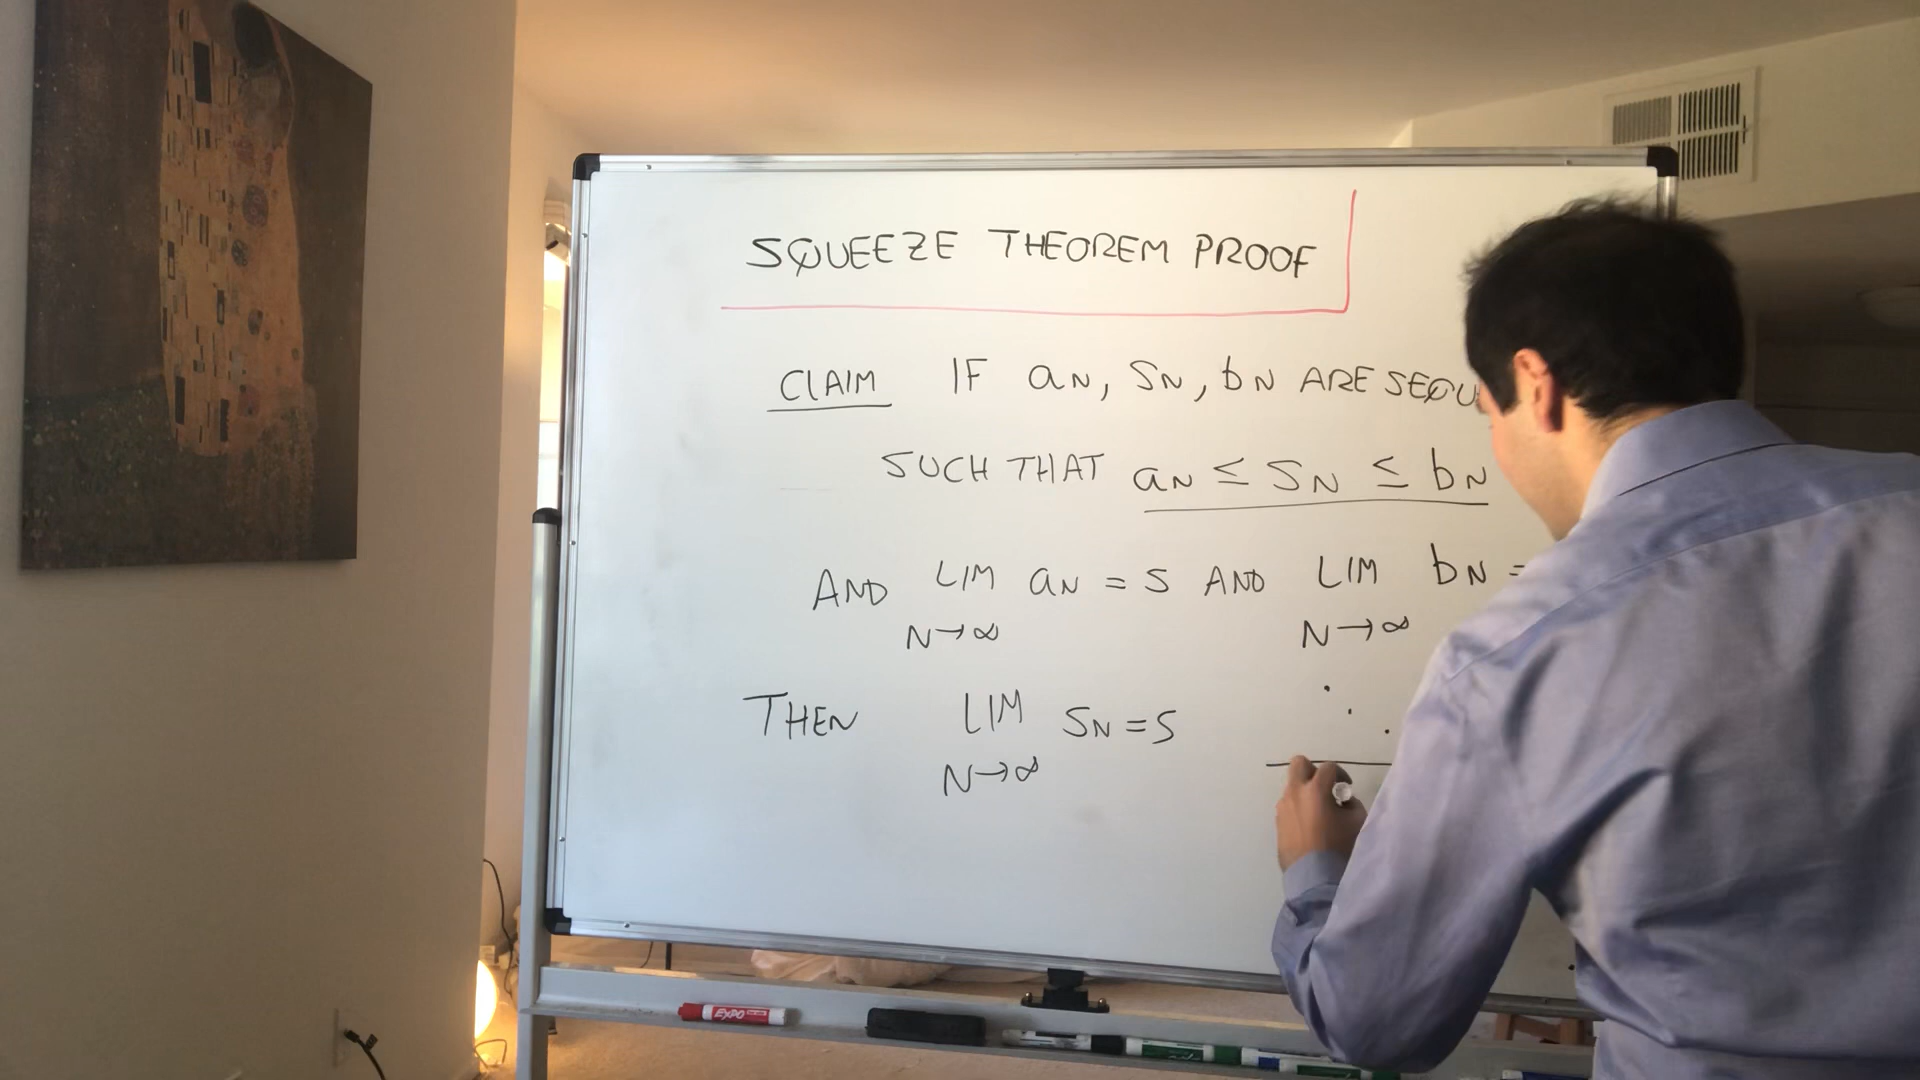 SQUEEZE THEOREM PROOF
CLAIM IF aN, SN, bN ARE SEQU
SUCH THAT aN ≤ SN ≤ bN
AND LIM aN = S AND LIM bN =
N→∞ N→∞
THEN LIM SN = S
N→∞
EXPO